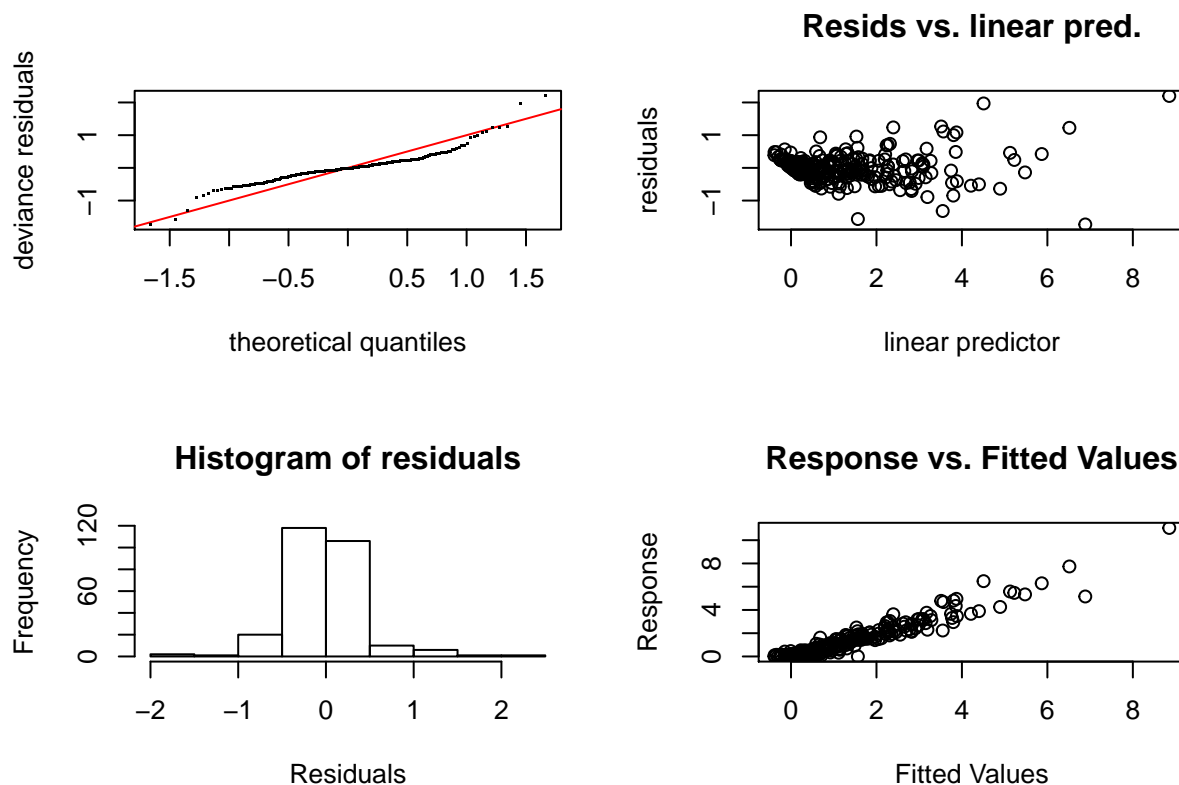 deviance residuals
1
−1
−1.5
−0.5
0.5
1.0
1.5
theoretical quantiles
Resids vs. linear pred.
residuals
1
−1
0
2
4
6
8
linear predictor
Histogram of residuals
Frequency
120
60
0
−2
−1
0
1
2
Residuals
Response vs. Fitted Values
Response
8
4
0
0
2
4
6
8
Fitted Values